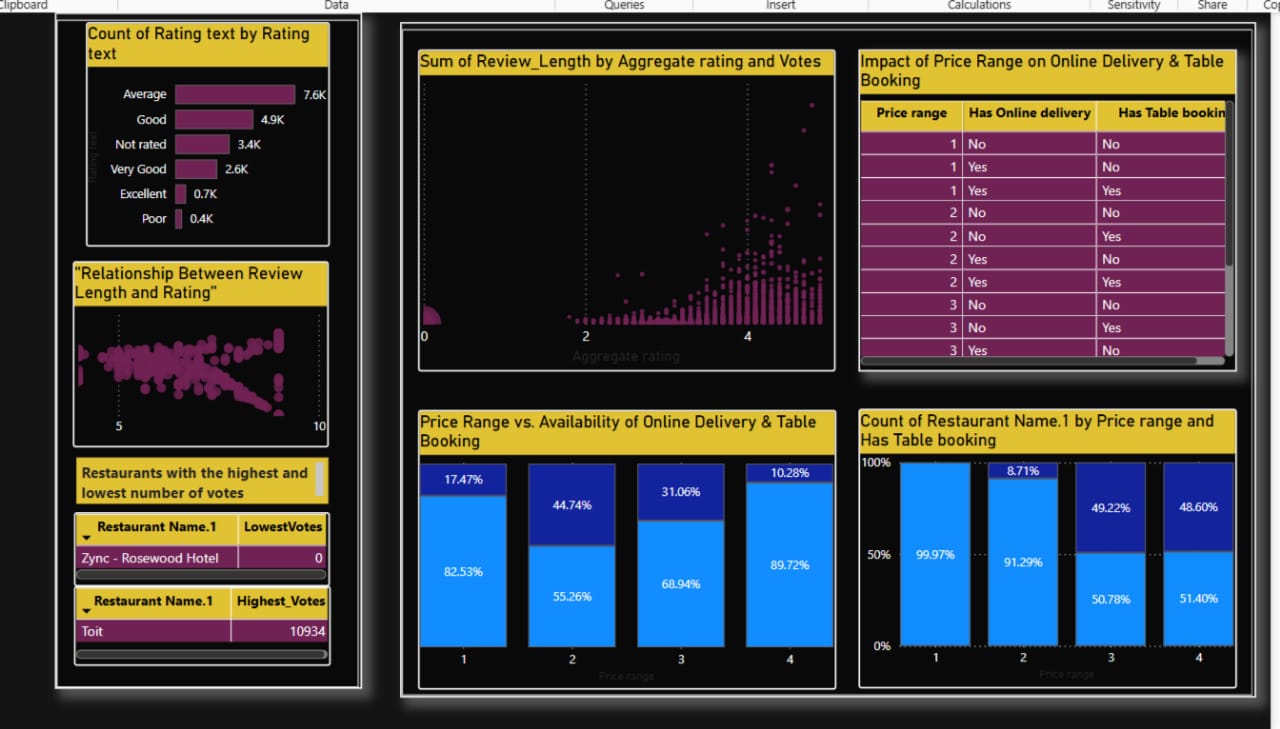 Clipboard
Data
Queries
Insert
Calculations
Sensitivity
Share
Count of Rating text by Rating
text
Rating text
Average 7.6K
Good 4.9K
Not rated 3.4K
Very Good 2.6K
Excellent 0.7K
Poor 0.4K
"Relationship Between Review
Length and Rating"
5 10
Restaurants with the highest and
lowest number of votes
Restaurant Name.1 LowestVotes
Zync - Rosewood Hotel 0
Restaurant Name.1 Highest_Votes
Toit 10934
Sum of Review_Length by Aggregate rating and Votes
0 2 4
Aggregate rating
Impact of Price Range on Online Delivery & Table
Booking
Price range Has Online delivery Has Table bookin
1 No No
1 Yes No
1 Yes Yes
2 No No
2 No Yes
2 Yes No
2 Yes Yes
3 No No
3 No Yes
3 Yes No
Price Range vs. Availability of Online Delivery & Table
Booking
17.47% 44.74% 31.06% 10.28%
82.53% 55.26% 68.94% 89.72%
1 2 3 4
Price range
Count of Restaurant Name.1 by Price range and
Has Table booking
100%
50%
0%
8.71% 49.22% 48.60%
99.97% 91.29% 50.78% 51.40%
1 2 3 4
Price range